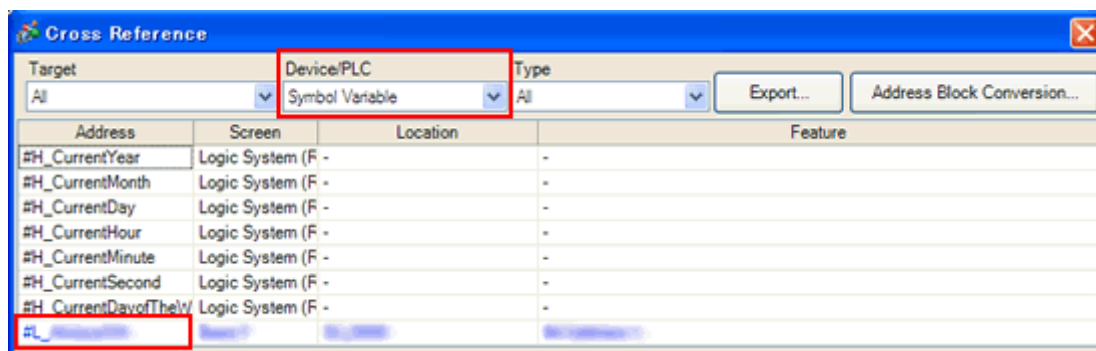 Cross Reference
Target Device/PLC Type
All Symbol Variable All Export... Address Block Conversion...
Address Screen Location Feature
#H_CurrentYear Logic System (F - -
#H_CurrentMonth Logic System (F - -
#H_CurrentDay Logic System (F - -
#H_CurrentHour Logic System (F - -
#H_CurrentMinute Logic System (F - -
#H_CurrentSecond Logic System (F - -
#H_CurrentDayofTheW Logic System (F - -
#L_